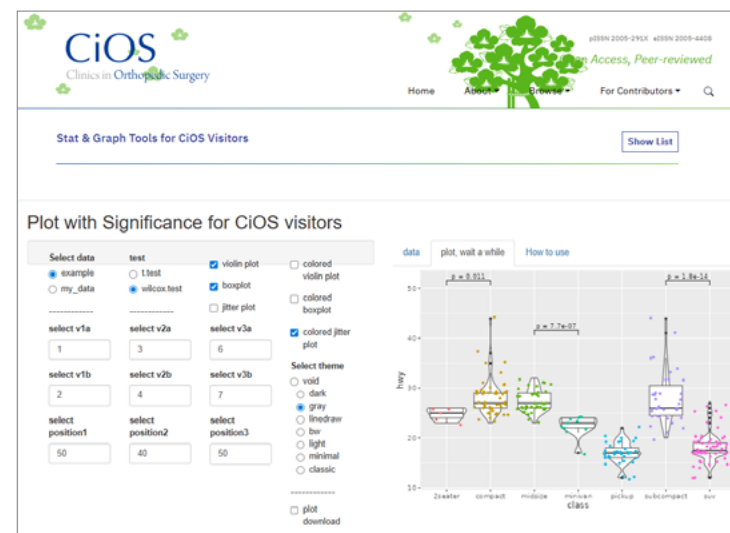 CiOS
Clinics in Orthopedic Surgery
pISSN 2005-291X eISSN 2005-4408
Access, Peer-reviewed
Home About Browse For Contributors
Stat & Graph Tools for CiOS Visitors
Show List
Plot with Significance for CiOS visitors
Select data
example
my_data
------------
select v1a
1
select v1b
2
select
position1
50
test
t.test
wilcox.test
------------
select v2a
3
select v2b
4
select
position2
40
violin plot
boxplot
jitter plot
select v3a
6
select v3b
7
select
position3
50
colored
violin plot
colored
boxplot
colored jitter
plot
Select theme
void
dark
gray
linedraw
bw
light
minimal
classic
------------
plot
download
data plot, wait a while How to use
p = 0.011
p = 7.7e-07
p = 1.8e-14
50
40
30
20
10
hwy
2seater compact midsize minivan pickup subcompact suv
class